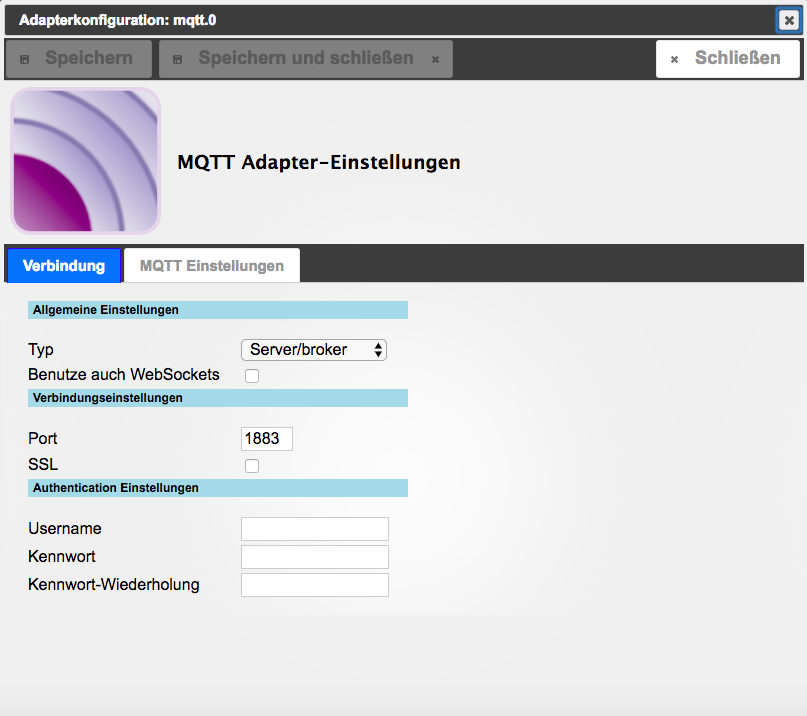 Adapterkonfiguration: mqtt.0
Speichern Speichern und schließen Schließen
MQTT Adapter-Einstellungen
Verbindung MQTT Einstellungen
Allgemeine Einstellungen
Typ Server/broker
Benutze auch WebSockets
Verbindungseinstellungen
Port 1883
SSL
Authentication Einstellungen
Username
Kennwort
Kennwort-Wiederholung